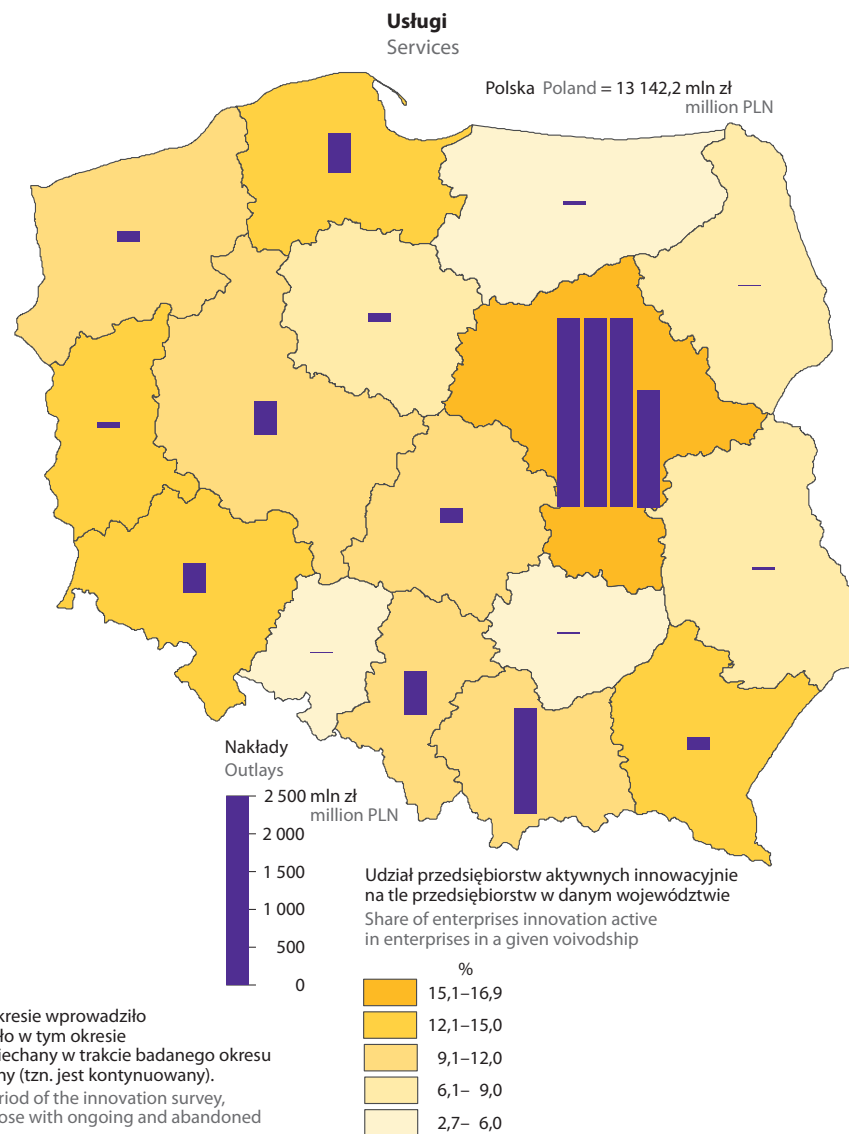 Usługi
Services
Polska Poland = 13 142,2 mln zł
million PLN
Nakłady
Outlays
2 500 mln zł
million PLN
2 000
1 500
1 000
500
0
Udział przedsiębiorstw aktywnych innowacyjnie
na tle przedsiębiorstw w danym województwie
Share of enterprises innovation active
in enterprises in a given voivodship
%
15,1–16,9
12,1–15,0
9,1–12,0
6,1– 9,0
2,7– 6,0
kresie wprowadziło
ło w tym okresie
iechany w trakcie badanego okresu
ny (tzn. jest kontynuowany).
riod of the innovation survey,
ose with ongoing and abandoned